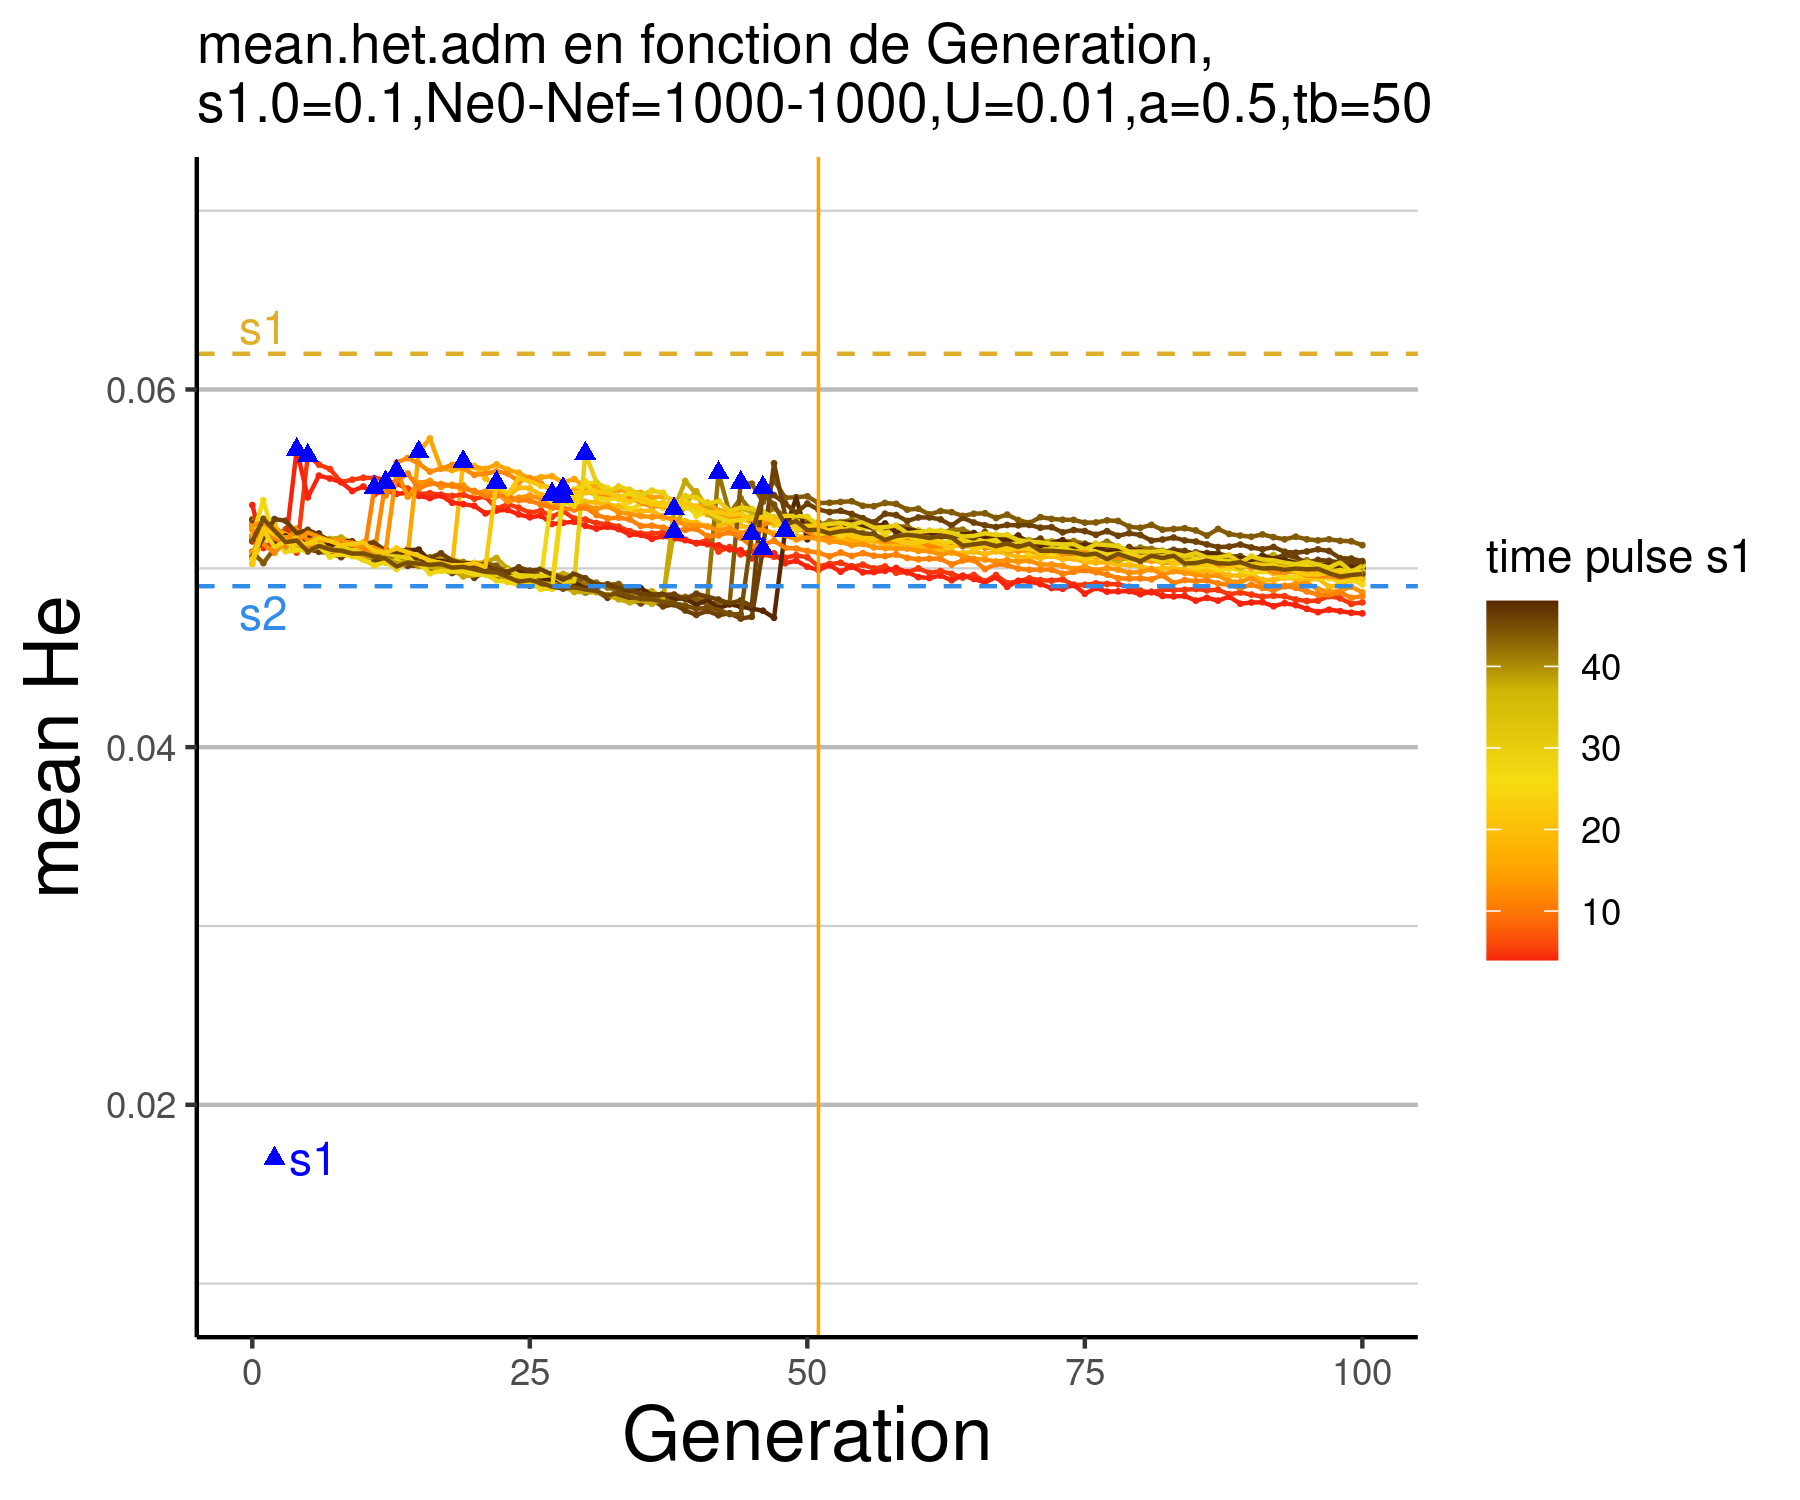 mean.het.adm en fonction de Generation,
s1.0=0.1,Ne0-Nef=1000-1000,U=0.01,a=0.5,tb=50
s1
0.06
s2
0.04
0.02
s1
mean He
0
25
50
75
100
Generation
time pulse s1
40
30
20
10